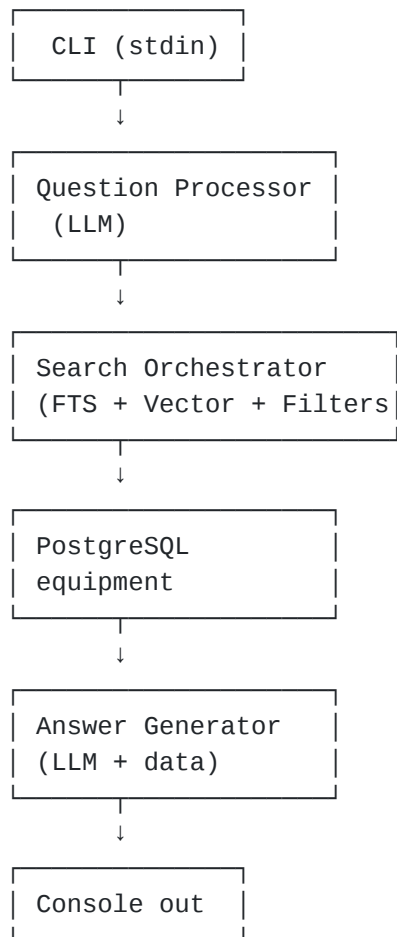 CLI (stdin)
↓
Question Processor
(LLM)
↓
Search Orchestrator
(FTS + Vector + Filters
↓
PostgreSQL
equipment
↓
Answer Generator
(LLM + data)
↓
Console out